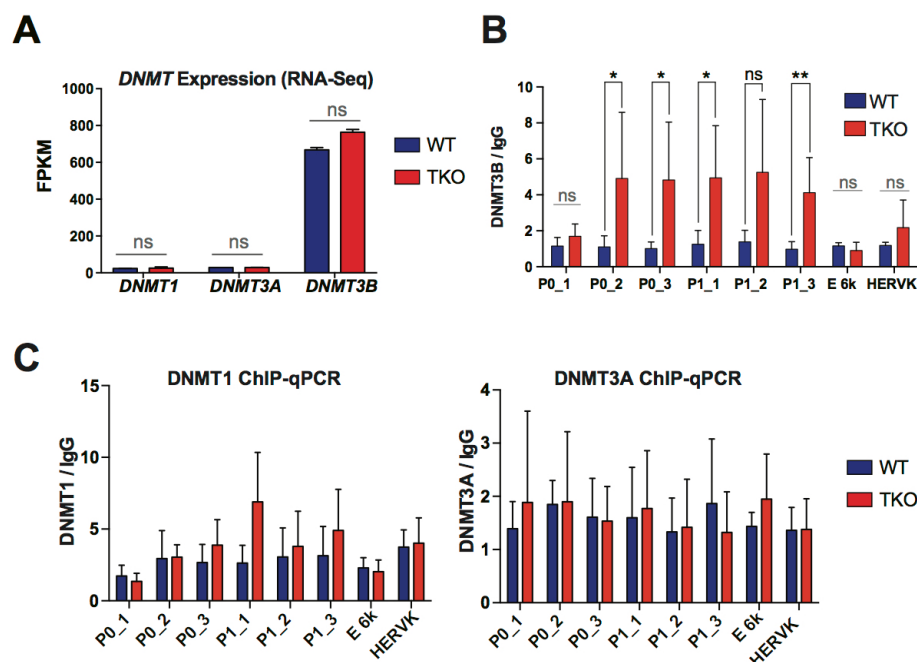 A
DNMT Expression (RNA-Seq)
FPKM
1000
800
600
400
200
0
ns
ns
ns
DNMT1
DNMT3A
DNMT3B
WT
TKO
B
DNMT3B / IgG
10
8
6
4
2
0
ns
*
*
*
ns
**
ns
ns
P0_1
P0_2
P0_3
P1_1
P1_2
P1_3
E 6k
HERVK
WT
TKO
C
DNMT1 ChIP-qPCR
DNMT1 / IgG
15
10
5
0
P0_1
P0_2
P0_3
P1_1
P1_2
P1_3
E 6k
HERVK
DNMT3A ChIP-qPCR
DNMT3A / IgG
4
3
2
1
0
P0_1
P0_2
P0_3
P1_1
P1_2
P1_3
E 6k
HERVK
WT
TKO